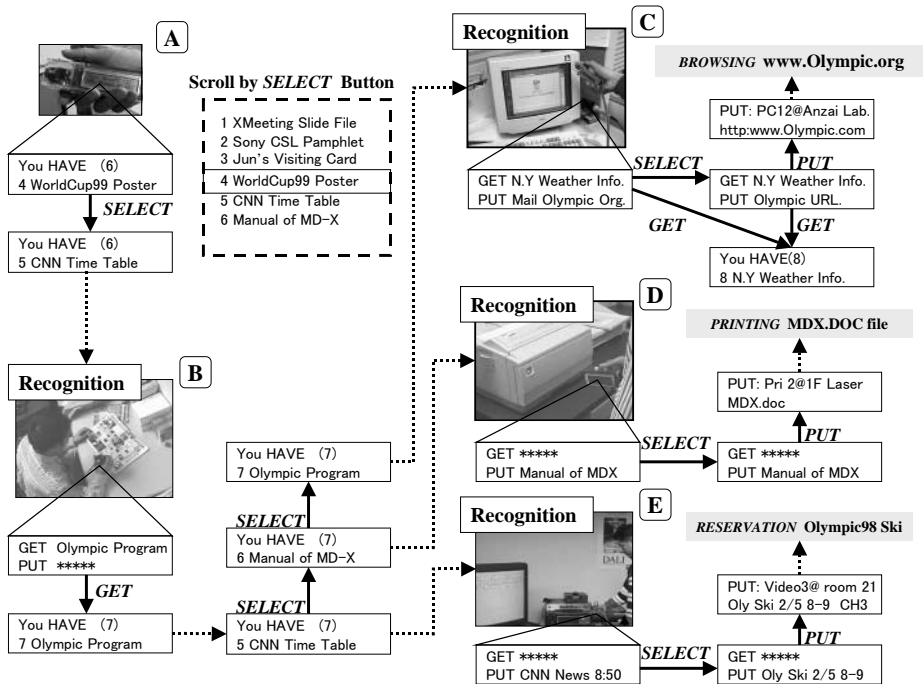 A
You HAVE (6)
4 WorldCup99 Poster
SELECT
You HAVE (6)
5 CNN Time Table
Scroll by SELECT Button
1 XMeeting Slide File
2 Sony CSL Pamphlet
3 Jun's Visiting Card
4 WorldCup99 Poster
5 CNN Time Table
6 Manual of MD-X
B
Recognition
GET Olympic Program
PUT *****
GET
You HAVE (7)
7 Olympic Program
You HAVE (7)
5 CNN Time Table
SELECT
You HAVE (7)
6 Manual of MD-X
SELECT
You HAVE (7)
7 Olympic Program
C
Recognition
GET N.Y Weather Info.
PUT Mail Olympic Org.
SELECT
GET
GET N.Y Weather Info.
PUT Olympic URL.
PUT
PUT: PC12@Anzai Lab.
http:www.Olympic.com
BROWSING www.Olympic.org
GET
You HAVE(8)
8 N.Y Weather Info.
D
Recognition
GET *****
PUT Manual of MDX
SELECT
GET *****
PUT Manual of MDX
PUT
PUT: Pri 2@1F Laser
MDX.doc
PRINTING MDX.DOC file
E
Recognition
DALI
GET *****
PUT CNN News 8:50
SELECT
GET *****
PUT Oly Ski 2/5 8-9
PUT
PUT: Video3@ room 21
Oly Ski 2/5 8-9 CH3
RESERVATION Olympic98 Ski